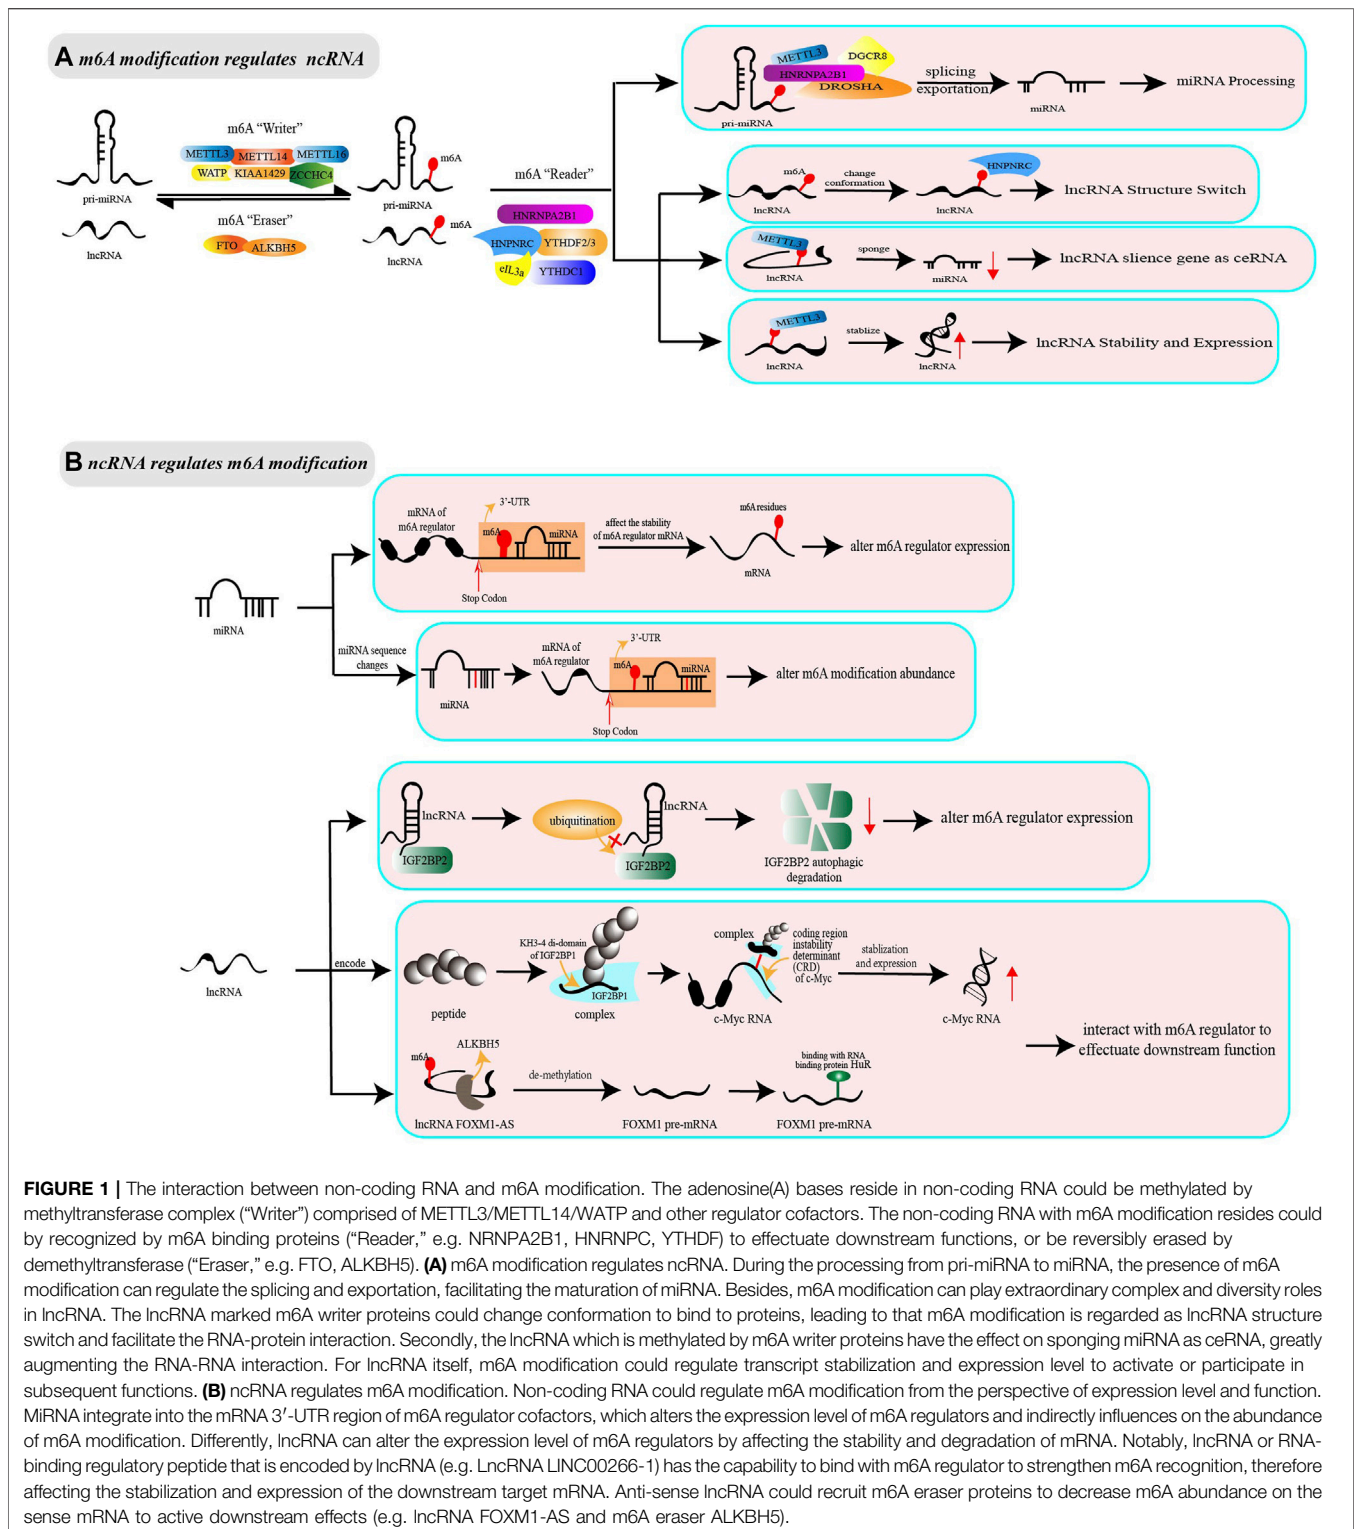 A m6A modification regulates ncRNA
pri-miRNA
lncRNA
m6A “Writer”
METTL3
METTL14
METTL16
WATP
KIAA1429
ZCCHC4
m6A “Eraser”
FTO
ALKBH5
m6A
pri-miRNA
m6A
lncRNA
m6A “Reader”
HNRNPA2B1
HNPNRC
YTHDF2/3
eIL3a
YTHDC1
METTL3
DGCR8
HNRNPA2B1
DROSHA
pri-miRNA
splicing
exportation
miRNA
miRNA Processing
m6A
lncRNA
change
conformation
HNPNRC
lncRNA
lncRNA Structure Switch
METTL3
lncRNA
sponge
miRNA
lncRNA slience gene as ceRNA
METTL3
lncRNA
stablize
lncRNA
lncRNA Stability and Expression
B ncRNA regulates m6A modification
miRNA
mRNA of
m6A regulator
3’-UTR
m6A
miRNA
Stop Codon
affect the stability
of m6A regulator mRNA
m6A residues
mRNA
alter m6A regulator expression
miRNA sequence
changes
miRNA
mRNA of
m6A regulator
3’-UTR
m6A
miRNA
Stop Codon
alter m6A modification abundance
lncRNA
lncRNA
IGF2BP2
ubiquitination
lncRNA
IGF2BP2
IGF2BP2 autophagic
degradation
alter m6A regulator expression
encode
peptide
KH3-4 di-domain
of IGF2BP1
IGF2BP1
complex
complex
coding region
instability
determinant
(CRD)
of c-Myc
c-Myc RNA
stablization
and expression
c-Myc RNA
m6A
ALKBH5
lncRNA FOXM1-AS
de-methylation
FOXM1 pre-mRNA
binding with RNA
binding protein HuR
FOXM1 pre-mRNA
interact with m6A regulator to
effectuate downstream function
FIGURE 1 | The interaction between non-coding RNA and m6A modification. The adenosine(A) bases reside in non-coding RNA could be methylated by
methyltransferase complex (“Writer”) comprised of METTL3/METTL14/WATP and other regulator cofactors. The non-coding RNA with m6A modification resides could
by recognized by m6A binding proteins (“Reader,” e.g. NRNPA2B1, HNRNPC, YTHDF) to effectuate downstream functions, or be reversibly erased by
demethyltransferase (“Eraser,” e.g. FTO, ALKBH5). (A) m6A modification regulates ncRNA. During the processing from pri-miRNA to miRNA, the presence of m6A
modification can regulate the splicing and exportation, facilitating the maturation of miRNA. Besides, m6A modification can play extraordinary complex and diversity roles
in lncRNA. The lncRNA marked m6A writer proteins could change conformation to bind to proteins, leading to that m6A modification is regarded as lncRNA structure
switch and facilitate the RNA-protein interaction. Secondly, the lncRNA which is methylated by m6A writer proteins have the effect on sponging miRNA as ceRNA, greatly
augmenting the RNA-RNA interaction. For lncRNA itself, m6A modification could regulate transcript stabilization and expression level to activate or participate in
subsequent functions. (B) ncRNA regulates m6A modification. Non-coding RNA could regulate m6A modification from the perspective of expression level and function.
MiRNA integrate into the mRNA 3′-UTR region of m6A regulator cofactors, which alters the expression level of m6A regulators and indirectly influences on the abundance
of m6A modification. Differently, lncRNA can alter the expression level of m6A regulators by affecting the stability and degradation of mRNA. Notably, lncRNA or RNA-
binding regulatory peptide that is encoded by lncRNA (e.g. LncRNA LINC00266-1) has the capability to bind with m6A regulator to strengthen m6A recognition, therefore
affecting the stabilization and expression of the downstream target mRNA. Anti-sense lncRNA could recruit m6A eraser proteins to decrease m6A abundance on the
sense mRNA to active downstream effects (e.g. lncRNA FOXM1-AS and m6A eraser ALKBH5).